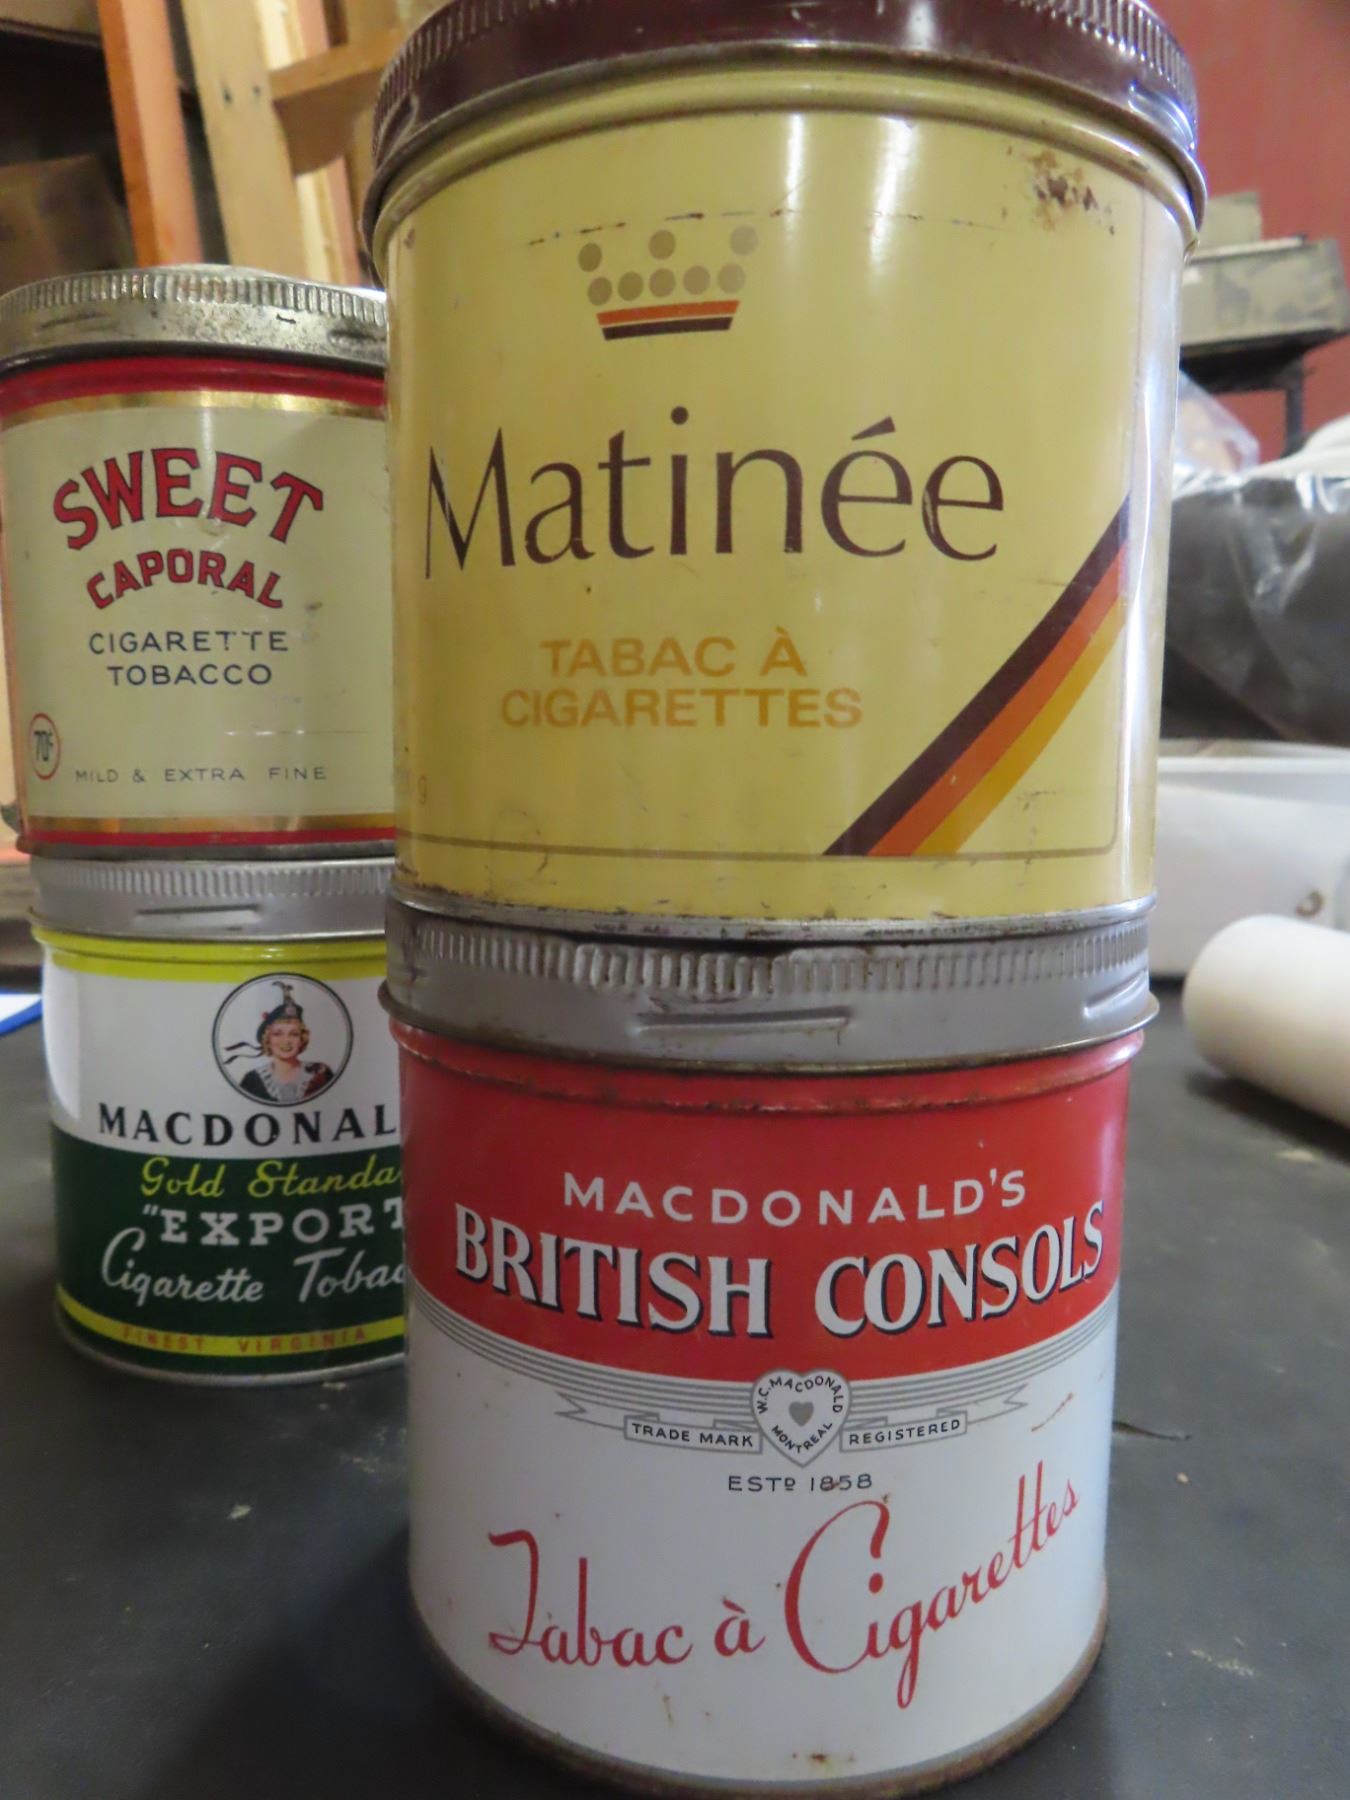 SWEET
CAPORAL
CIGARETTE
TOBACCO
70¢
MILD & EXTRA FINE
MACDONAL
Gold Standa
"EXPORT
Cigarette Tobac
FINEST VIRGINIA
Matinée
TABAC À
CIGARETTES
MACDONALD'S
BRITISH CONSOLS
W.C. MACDONALD
MONTREAL
TRADE MARK REGISTERED
ESTD 1858
Tabac à Cigarettes